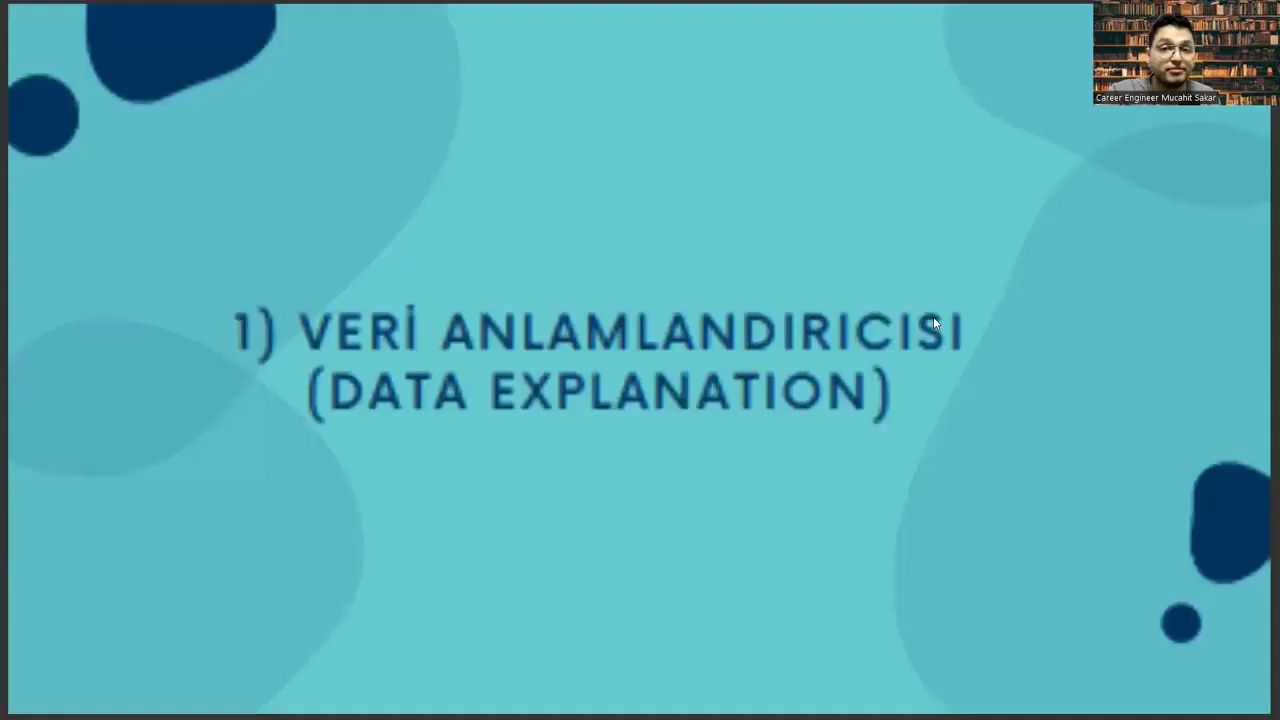 Career Engineer Mucahit Sakar
1) VERİ ANLAMLANDIRICISI
(DATA EXPLANATION)